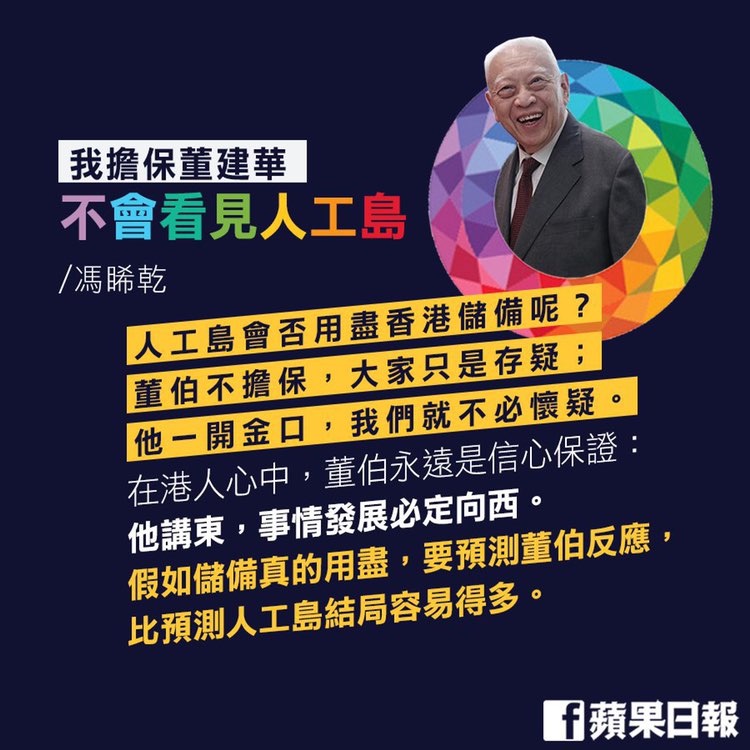 我擔保董建華
不會看見人工島
/馮睎乾
人工島會否用盡香港儲備呢？
董伯不擔保，大家只是存疑；
他一開金口，我們就不必懷疑。
在港人心中，董伯永遠是信心保證：
他講東，事情發展必定向西。
假如儲備真的用盡，要預測董伯反應，
比預測人工島結局容易得多。
f 蘋果日報